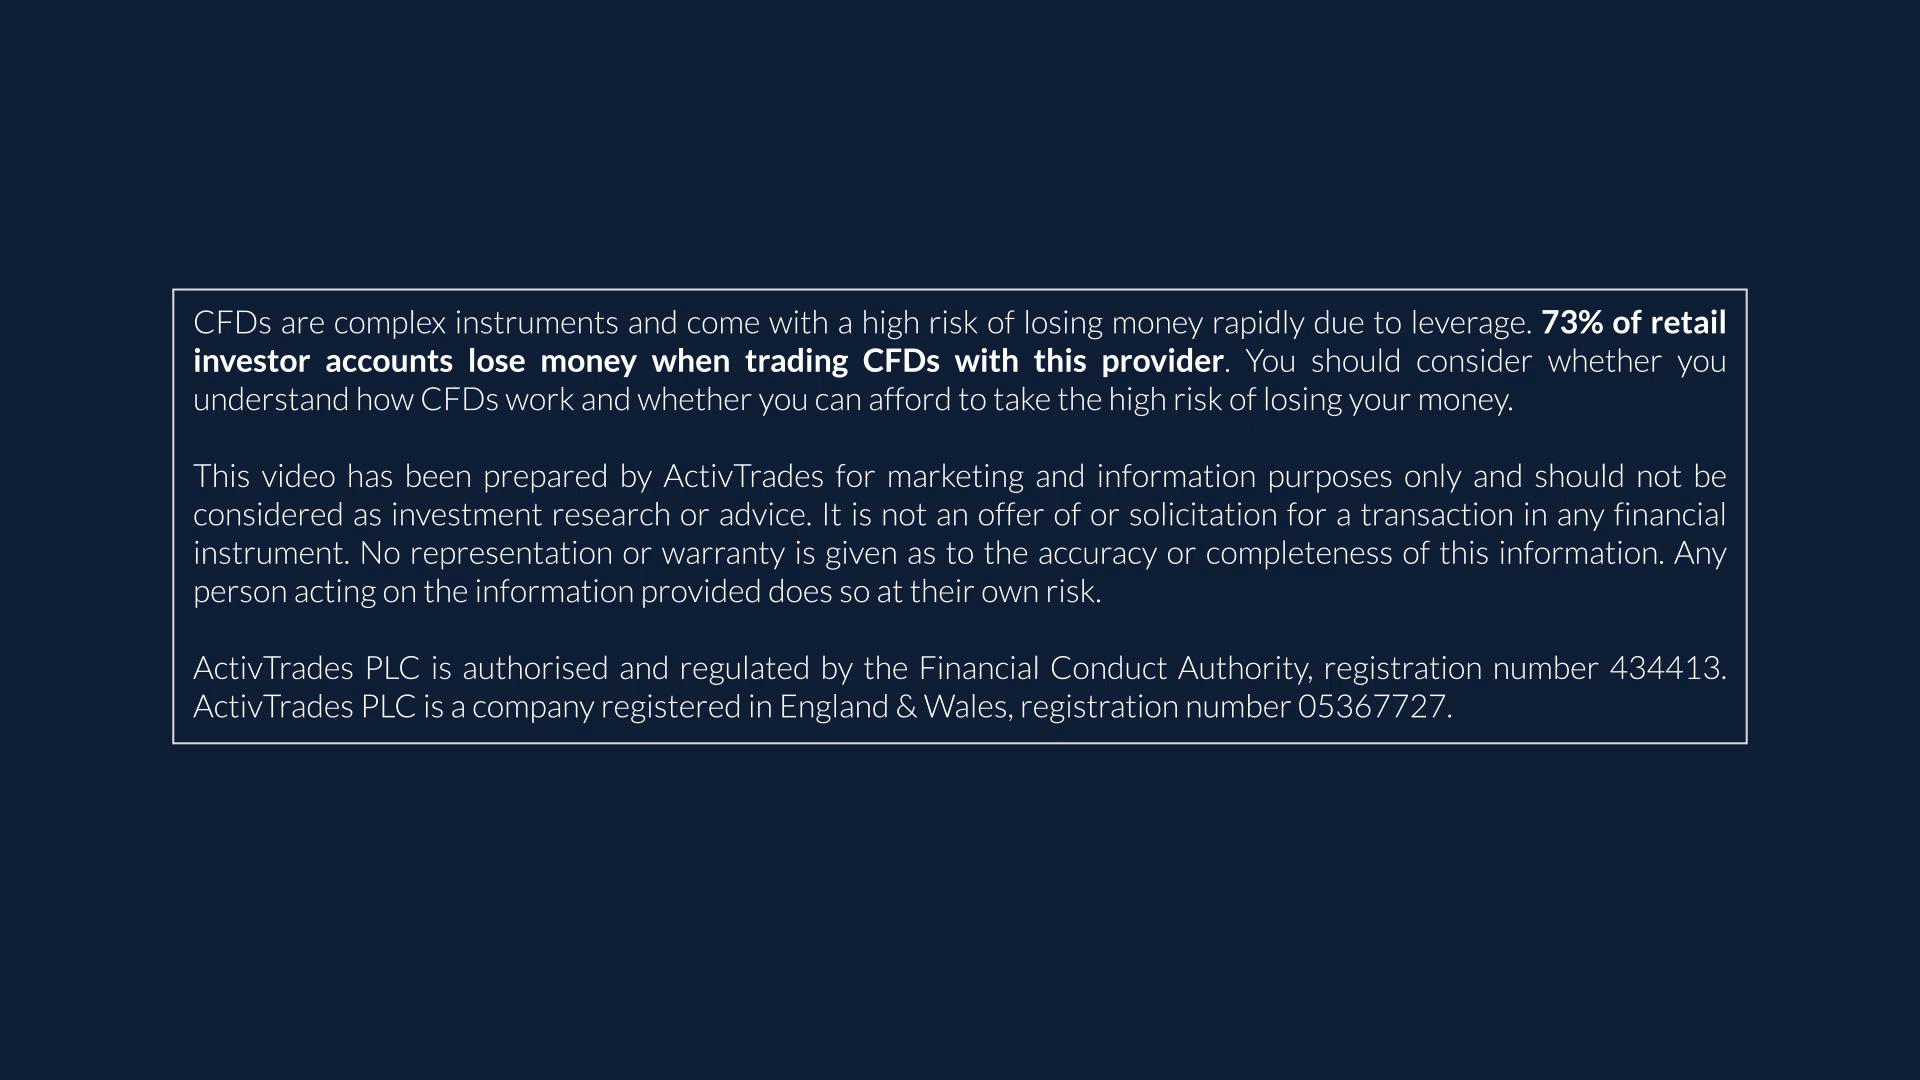 CFDs are complex instruments and come with a high risk of losing money rapidly due to leverage. 73% of retail
investor accounts lose money when trading CFDs with this provider. You should consider whether you
understand how CFDs work and whether you can afford to take the high risk of losing your money.
This video has been prepared by ActivTrades for marketing and information purposes only and should not be
considered as investment research or advice. It is not an offer of or solicitation for a transaction in any financial
instrument. No representation or warranty is given as to the accuracy or completeness of this information. Any
person acting on the information provided does so at their own risk.
ActivTrades PLC is authorised and regulated by the Financial Conduct Authority, registration number 434413.
ActivTrades PLC is a company registered in England & Wales, registration number 05367727.